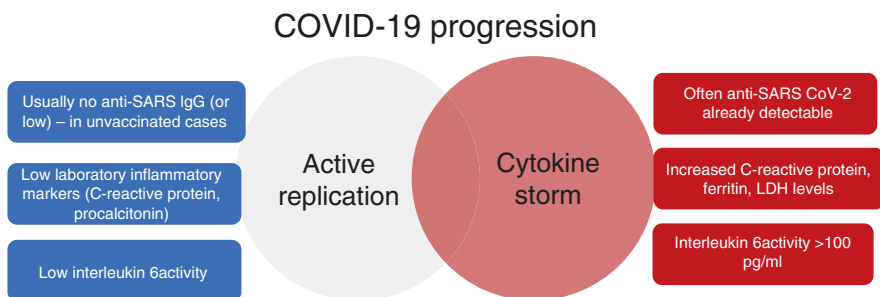 COVID-19 progression
Usually no anti-SARS IgG (or
low) – in unvaccinated cases
Low laboratory inflammatory
markers (C-reactive protein,
procalcitonin)
Low interleukin 6activity
Active
replication
Cytokine
storm
Often anti-SARS CoV-2
already detectable
Increased C-reactive protein,
ferritin, LDH levels
Interleukin 6activity >100
pg/ml